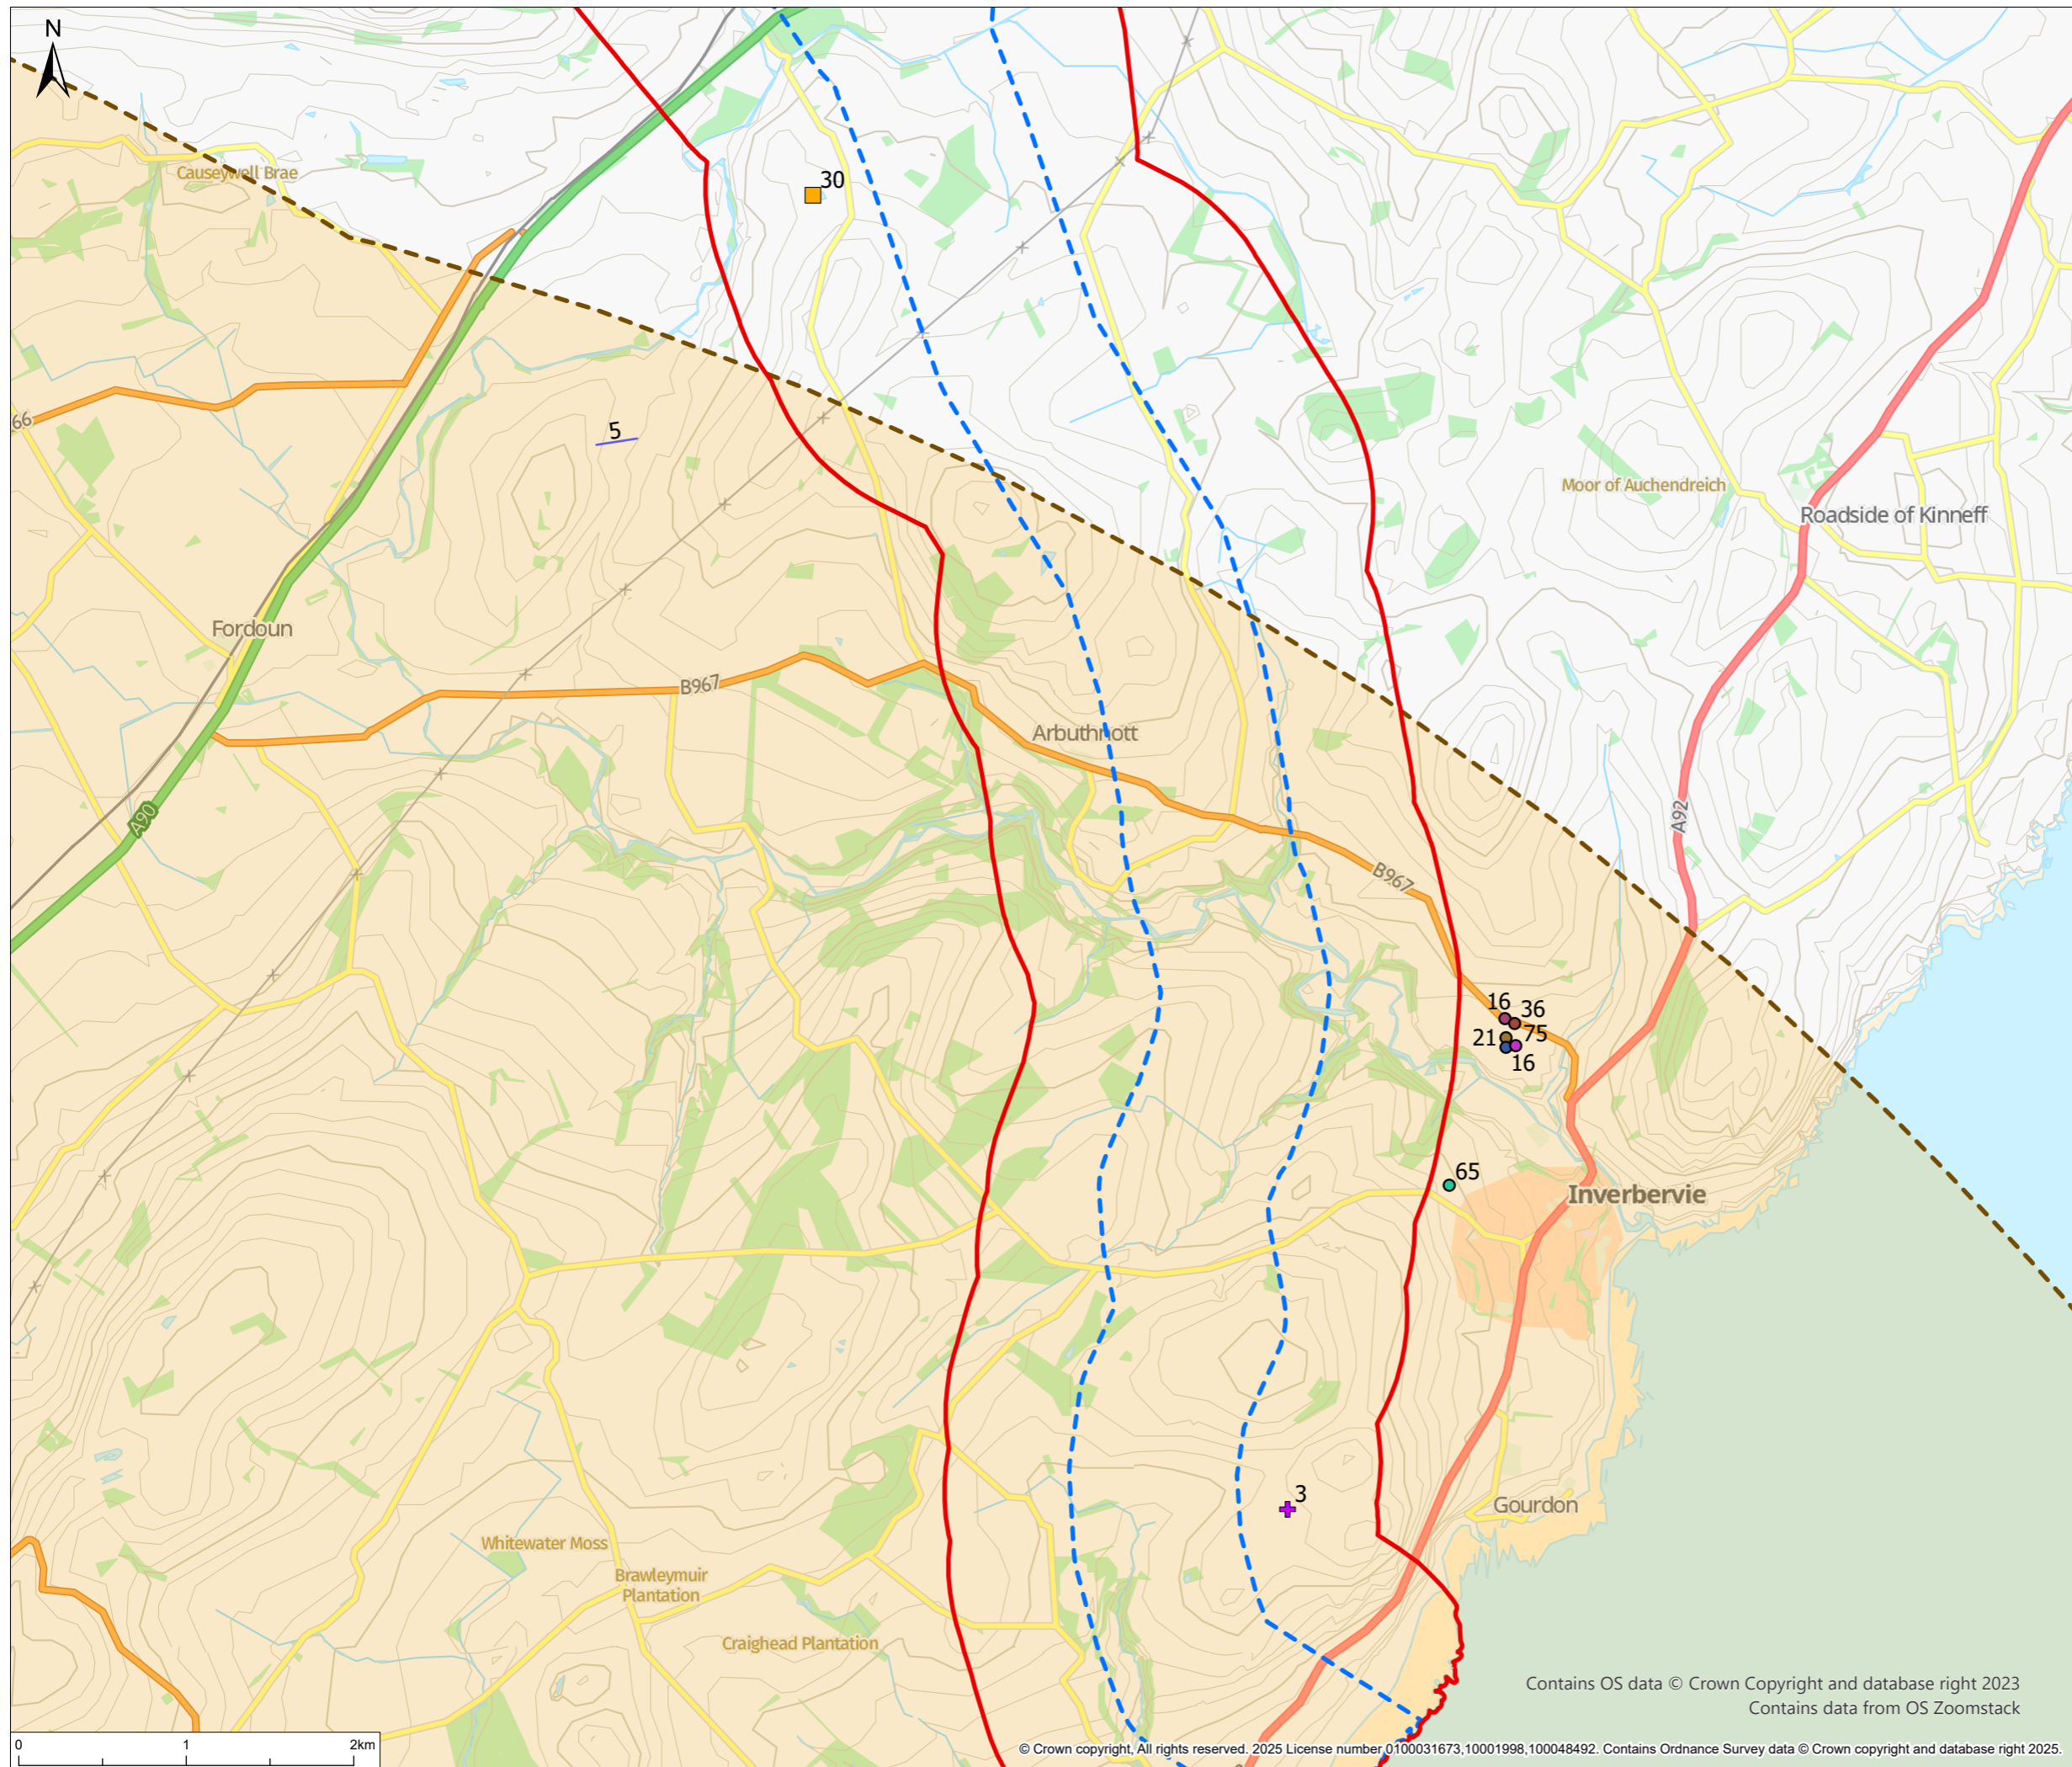 N
Causeywell Brae
30
66
5
Moor of Auchendreich
Roadside of Kinneff
Fordoun
B967
Arbuthnott
A90
A92
B967
16
36
21
75
16
65
Inverbervie
3
Gourdon
Whitewater Moss
Brawleymuir
Plantation
Craighead Plantation
Contains OS data © Crown Copyright and database right 2023
Contains data from OS Zoomstack
0 1 2km
© Crown copyright, All rights reserved. 2025 License number 0100031673,10001998,100048492. Contains Ordnance Survey data © Crown copyright and database right 2025.